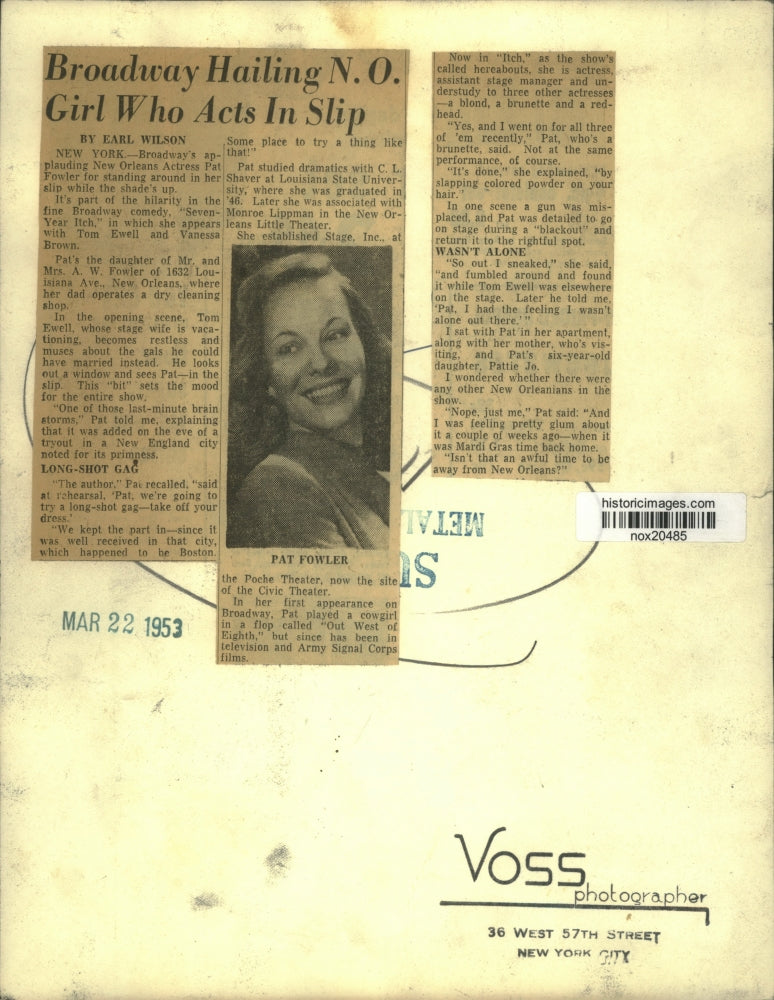 Broadway Hailing N. O.
Girl Who Acts In Slip
BY EARL WILSON
NEW YORK.—Broadway's ap-
plauding New Orleans Actress Pat
Fowler for standing around in her
slip while the shade's up.
It's part of the hilarity in the
fine Broadway comedy, "Seven-
Year Itch," in which she appears
with Tom Ewell and Vanessa
Brown.
Pat's the daughter of Mr. and
Mrs. A. W. Fowler of 1632 Lou-
isiana Ave., New Orleans, where
her dad operates a dry cleaning
shop.
In the opening scene, Tom
Ewell, whose stage wife is vaca-
tioning, becomes restless and
muses about the gals he could
have married instead. He looks
out a window and sees Pat—in the
slip. This "bit" sets the mood
for the entire show.
"One of those last-minute brain
storms," Pat told me, explaining
that it was added on the eve of a
tryout in a New England city
noted for its primness.
LONG-SHOT GAG
"The author," Pat recalled, "said
at rehearsal, 'Pat, we're going to
try a long-shot gag—take off your
dress.'
"We kept the part in—since it
was well received in that city,
which happened to be Boston.
Some place to try a thing like
that!"
Pat studied dramatics with C. L.
Shaver at Louisiana State Univer-
sity, where she was graduated in
'46. Later she was associated with
Monroe Lippman in the New Or-
leans Little Theater.
She established Stage, Inc., at
PAT FOWLER
the Poche Theater, now the site
of the Civic Theater.
In her first appearance on
Broadway, Pat played a cowgirl
in a flop called "Out West of
Eighth," but since has been in
television and Army Signal Corps
films.
Now in "Itch," as the show's
called hereabouts, she is actress,
assistant stage manager and un-
derstudy to three other actresses
—a blond, a brunette and a red-
head.
"Yes, and I went on for all three
of 'em recently," Pat, who's a
brunette, said. Not at the same
performance, of course.
"It's done," she explained, "by
slapping colored powder on your
hair."
In one scene a gun was mis-
placed, and Pat was detailed to go
on stage during a "blackout" and
return it to the rightful spot.
WASN'T ALONE
"So out I sneaked," she said,
"and fumbled around and found
it while Tom Ewell was elsewhere
on the stage. Later he told me,
'Pat, I had the feeling I wasn't
alone out there.'"
I sat with Pat in her apartment,
along with her mother, who's vis-
iting, and Pat's six-year-old
daughter, Pattie Jo.
I wondered whether there were
any other New Orleanians in the
show.
"Nope, just me," Pat said: "And
I was feeling pretty glum about
it a couple of weeks ago—when it
was Mardi Gras time back home.
"Isn't that an awful time to be
away from New Orleans?"
historicimages.com
nox20485
METAL
MAR 22 1953
Voss
photographer
36 WEST 57TH STREET
NEW YORK CITY